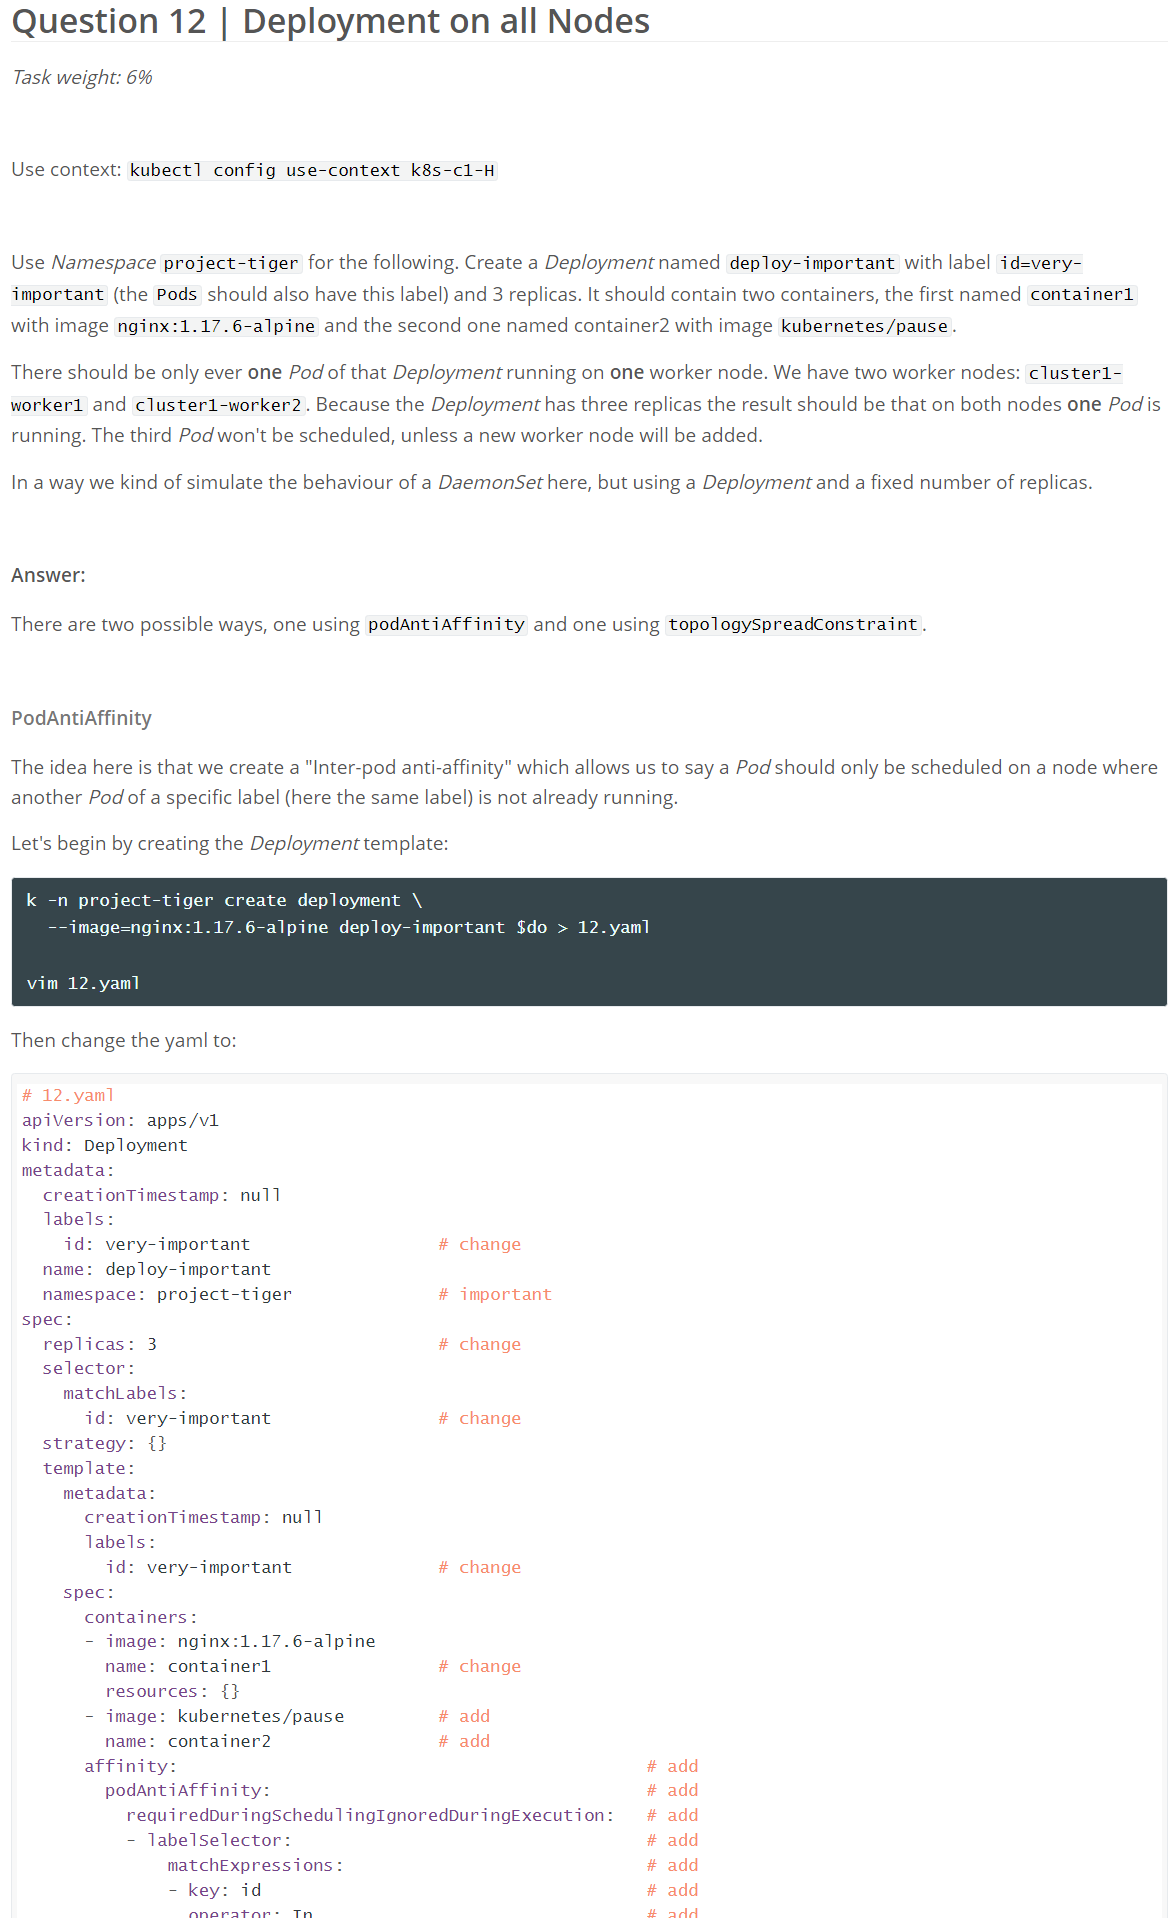 Question 12 | Deployment on all Nodes
Task weight: 6%
Use context: kubectl config use-context k8s-c1-H
Use Namespace project-tiger for the following. Create a Deployment named deploy-important with label id=very-
important (the Pods should also have this label) and 3 replicas. It should contain two containers, the first named container1
with image nginx:1.17.6-alpine and the second one named container2 with image kubernetes/pause.
There should be only ever one Pod of that Deployment running on one worker node. We have two worker nodes: cluster1-
worker1 and cluster1-worker2. Because the Deployment has three replicas the result should be that on both nodes one Pod is
running. The third Pod won't be scheduled, unless a new worker node will be added.
In a way we kind of simulate the behaviour of a DaemonSet here, but using a Deployment and a fixed number of replicas.
Answer:
There are two possible ways, one using podAntiAffinity and one using topologySpreadConstraint.
PodAntiAffinity
The idea here is that we create a "Inter-pod anti-affinity" which allows us to say a Pod should only be scheduled on a node where
another Pod of a specific label (here the same label) is not already running.
Let's begin by creating the Deployment template:
k -n project-tiger create deployment \
  --image=nginx:1.17.6-alpine deploy-important $do > 12.yaml
vim 12.yaml
Then change the yaml to:
# 12.yaml
apiVersion: apps/v1
kind: Deployment
metadata:
  creationTimestamp: null
  labels:
    id: very-important                  # change
  name: deploy-important
  namespace: project-tiger              # important
spec:
  replicas: 3                           # change
  selector:
    matchLabels:
      id: very-important                # change
  strategy: {}
  template:
    metadata:
      creationTimestamp: null
      labels:
        id: very-important              # change
    spec:
      containers:
      - image: nginx:1.17.6-alpine
        name: container1                # change
        resources: {}
      - image: kubernetes/pause         # add
        name: container2                # add
      affinity:                                             # add
        podAntiAffinity:                                    # add
          requiredDuringSchedulingIgnoredDuringExecution:   # add
          - labelSelector:                                  # add
              matchExpressions:                             # add
              - key: id                                     # add
                operator: In                                # add